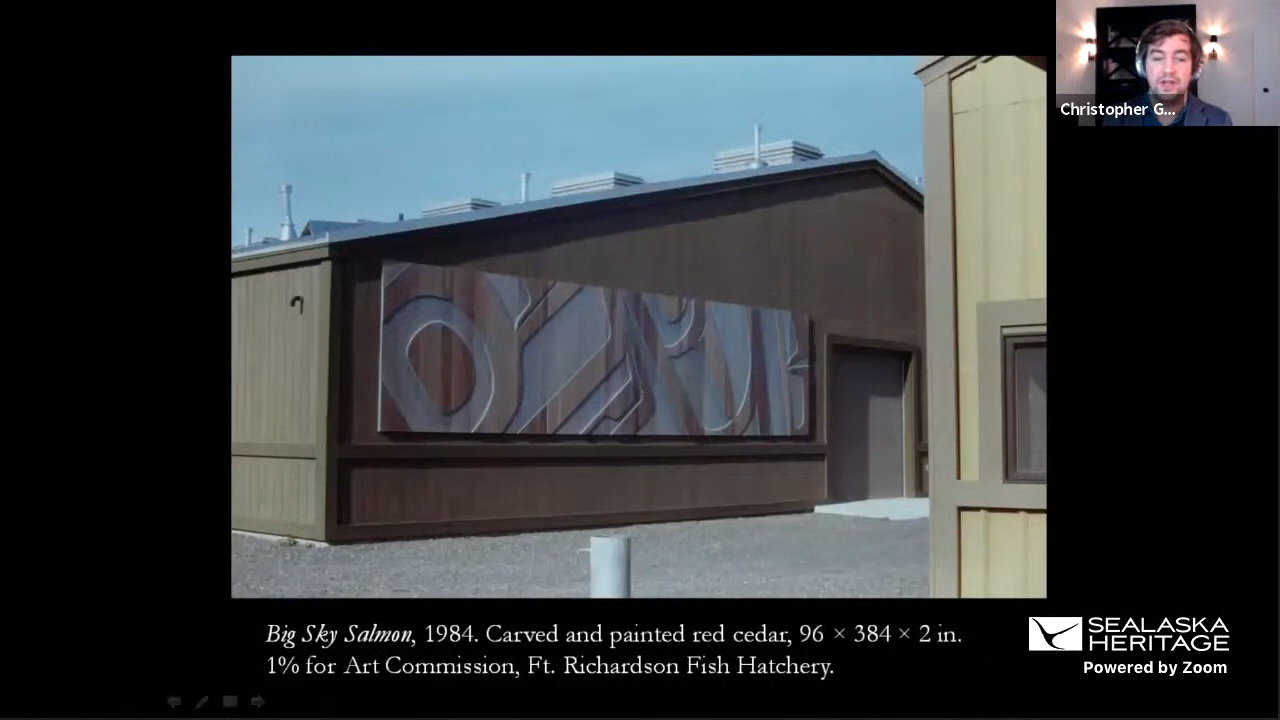 Christopher G...
Big Sky Salmon, 1984. Carved and painted red cedar, 96 × 384 × 2 in.
1% for Art Commission, Ft. Richardson Fish Hatchery.
SEALASKA
HERITAGE
Powered by Zoom